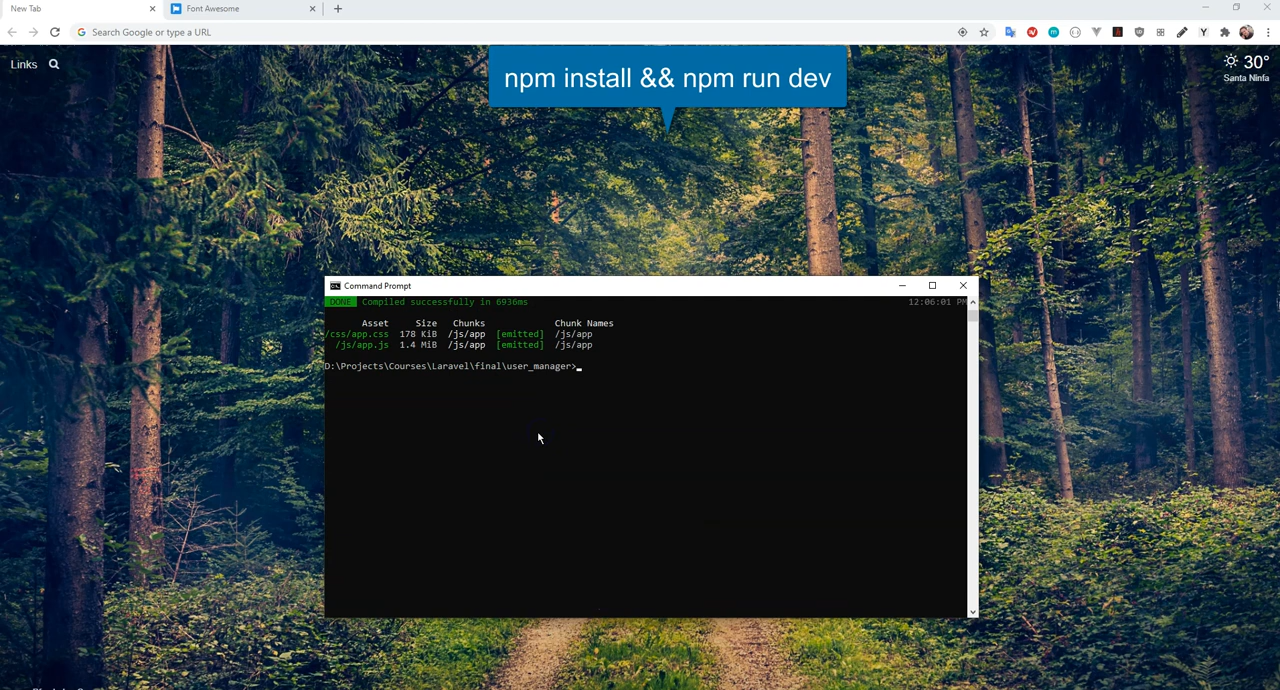 New Tab
Font Awesome
Search Google or type a URL
Links
30°
Santa Ninfa
npm install && npm run dev
Command Prompt
DONE Compiled successfully in 6936ms 12:06:01 PM
Asset Size Chunks Chunk Names
/css/app.css 178 KiB /js/app [emitted] /js/app
/js/app.js 1.4 MiB /js/app [emitted] /js/app
D:\Projects\Courses\Laravel\final\user_manager>